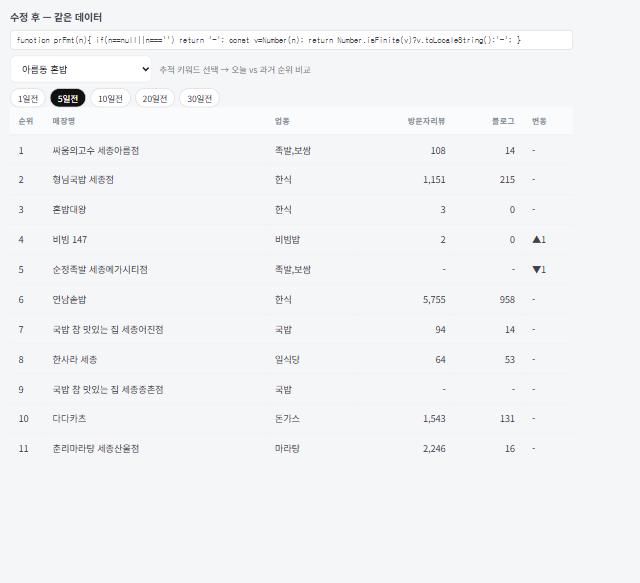 수정 후 — 같은 데이터
function prFmt(n){ if(n==null||n==='') return '-'; const v=Number(n); return Number.isFinite(v)?v.toLocaleString():'-'; }
아름동 혼밥 추적 키워드 선택 → 오늘 vs 과거 순위 비교
1일전 5일전 10일전 20일전 30일전
순위 매장명 업종 방문자리뷰 블로그 변동
1 싸움의고수 세종아름점 족발,보쌈 108 14 -
2 형님국밥 세종점 한식 1,151 215 -
3 혼밥대왕 한식 3 0 -
4 비빔 147 비빔밥 2 0 ▲1
5 순정족발 세종메가시티점 족발,보쌈 - - ▼1
6 연남솥밥 한식 5,755 958 -
7 국밥 참 맛있는 집 세종어진점 국밥 94 14 -
8 한사라 세종 일식당 64 53 -
9 국밥 참 맛있는 집 세종종촌점 국밥 - - -
10 다다카츠 돈가스 1,543 131 -
11 춘리마라탕 세종산울점 마라탕 2,246 16 -